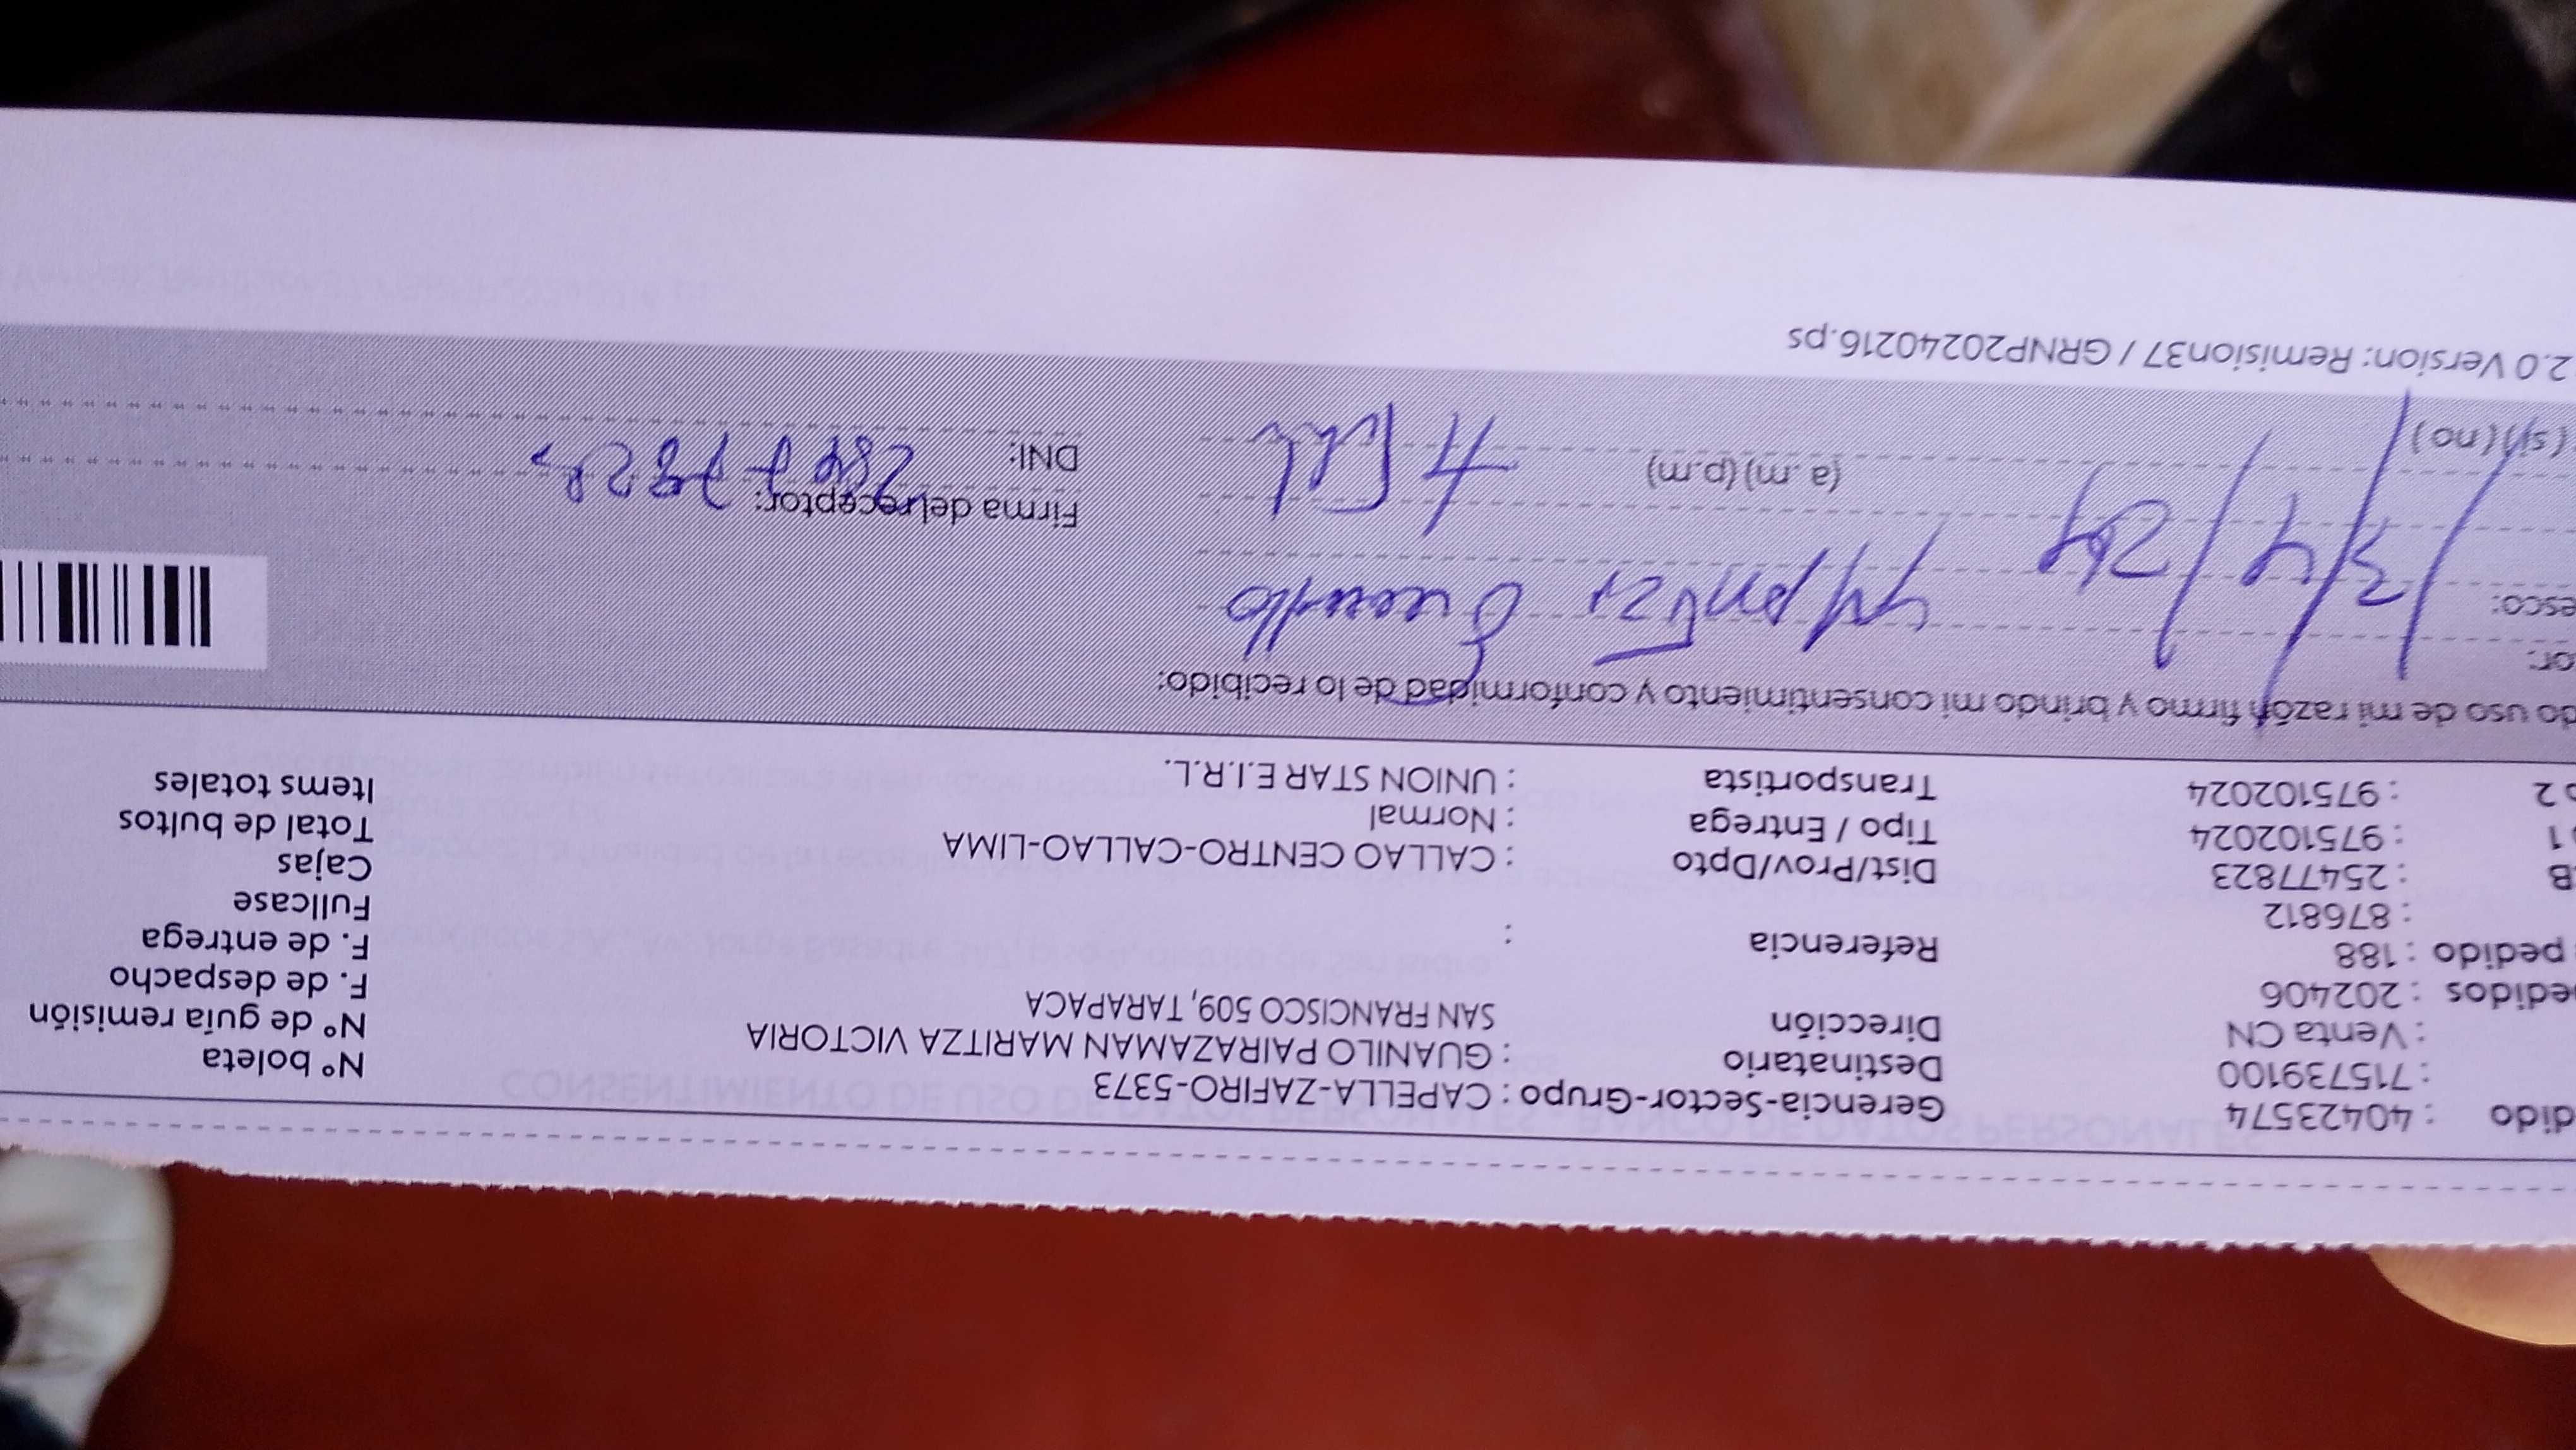 dido : 40423574 Gerencia-Sector-Grupo : CAPELLA-ZAFIRO-5373 N° boleta
: 715739100 Destinatario : GUANILO PAIRAZAMAN MARITZA VICTORIA N° de guía remisión
: Venta CN Dirección SAN FRANCISCO 509, TARAPACA F. de despacho
edidos : 202406 F. de entrega
pedido : 188 Referencia : Fullcase
: 876812 Cajas
B : 25477823 Dist/Prov/Dpto : CALLAO CENTRO-CALLAO-LIMA Total de bultos
1 : 975102024 Tipo / Entrega : Normal Items totales
2 : 975102024 Transportista : UNION STAR E.I.R.L.
do uso de mi razón firmo y brindo mi consentimiento y conformidad de lo recibido:
or:
esco:
Firma del receptor:
(a .m) (p.m)
DNI:
(si) (no)
2.0 Version: Remision37 / GRNP20240216.ps